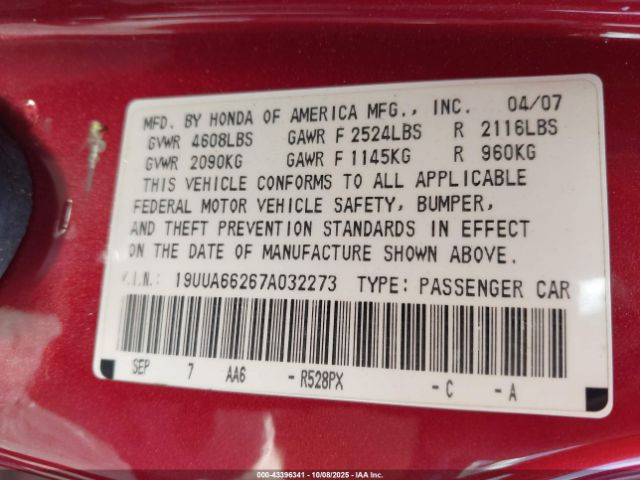 MFD. BY HONDA OF AMERICA MFG., INC. 04/07
GVWR 4608LBS GAWR F 2524LBS R 2116LBS
GVWR 2090KG GAWR F 1145KG R 960KG
THIS VEHICLE CONFORMS TO ALL APPLICABLE
FEDERAL MOTOR VEHICLE SAFETY, BUMPER,
AND THEFT PREVENTION STANDARDS IN EFFECT
ON THE DATE OF MANUFACTURE SHOWN ABOVE.
V.I.N.: 19UUA66267A032273 TYPE: PASSENGER CAR
SEP 7 AA6 - R528PX - C - A
000-43396341 - 10/08/2025 - IAA Inc.